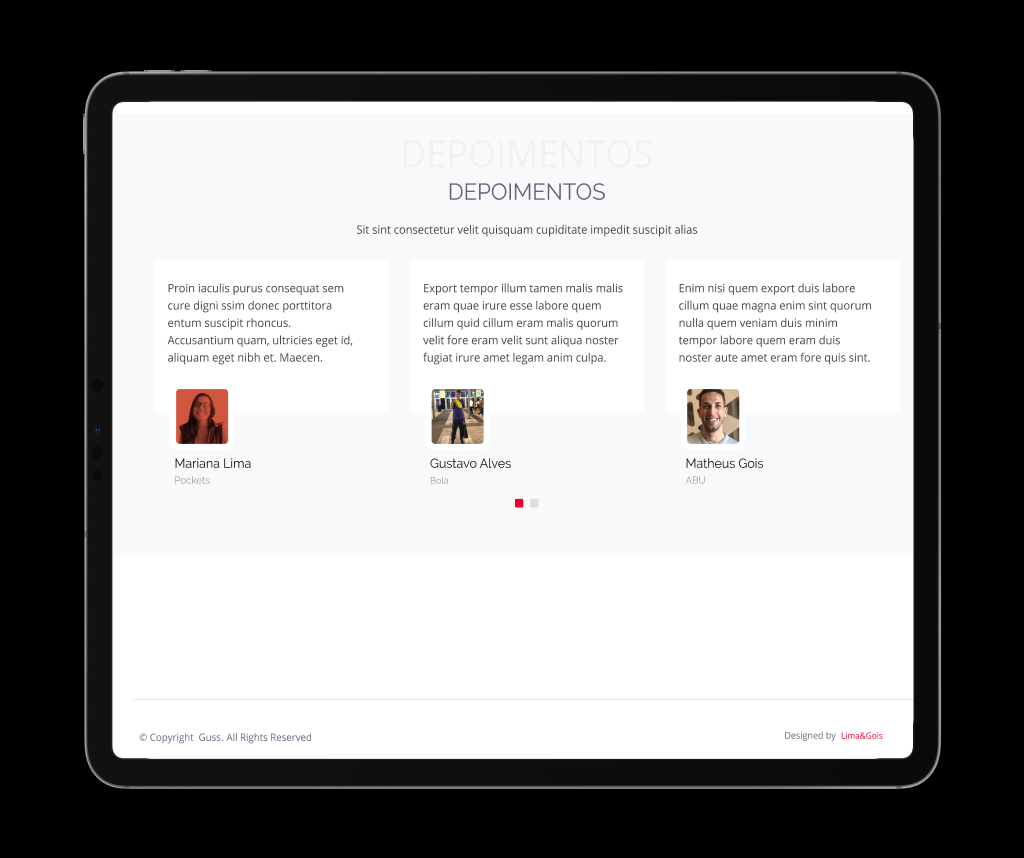 DEPOIMENTOS
DEPOIMENTOS
Sit sint consectetur velit quisquam cupiditate impedit suscipit alias
Proin iaculis purus consequat sem
cure digni ssim donec porttitora
entum suscipit rhoncus.
Accusantium quam, ultricies eget id,
aliquam eget nibh et. Maecen.
Mariana Lima
Pockets
Export tempor illum tamen malis malis
eram quae irure esse labore quem
cillum quid cillum eram malis quorum
velit fore eram velit sunt aliqua noster
fugiat irure amet legam anim culpa.
Gustavo Alves
Bola
Enim nisi quem export duis labore
cillum quae magna enim sint quorum
nulla quem veniam duis minim
tempor labore quem eram duis
noster aute amet eram fore quis sint.
Matheus Gois
ABU
© Copyright Guss. All Rights Reserved
Designed by Lima&Gois